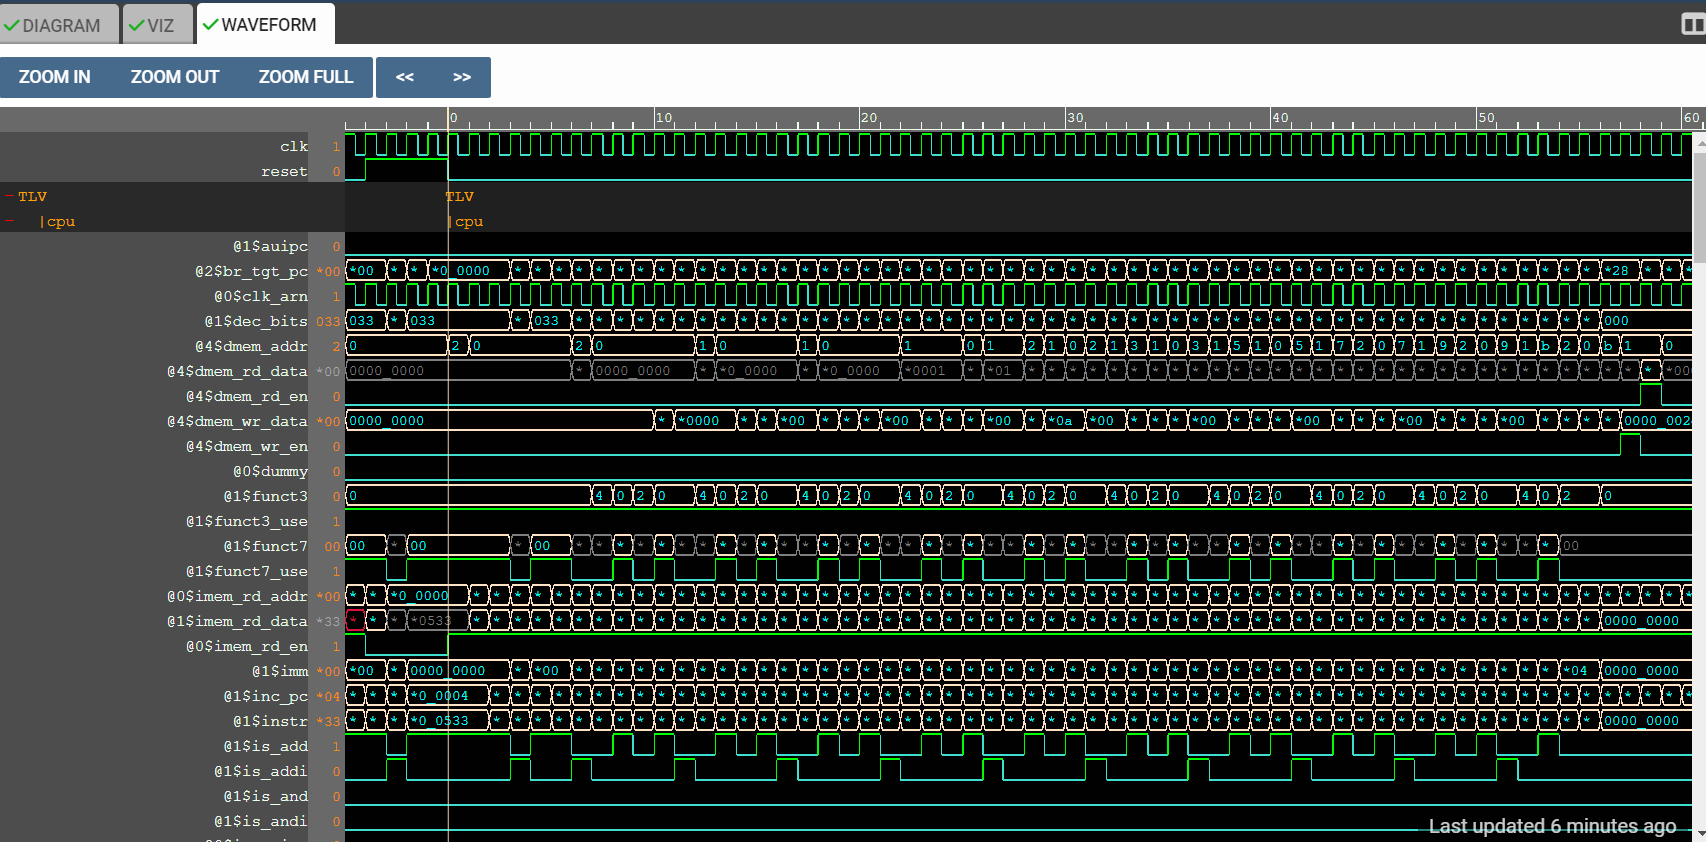 DIAGRAM VIZ WAVEFORM
ZOOM IN ZOOM OUT ZOOM FULL << >>
0 10 20 30 40 50 60
clk 1
reset 0
TLV TLV
|cpu |cpu
@1$auipc 0
@2$br_tgt_pc *00 *00 * * *0_0000 *28
@0$clk_arn 1
@1$dec_bits 033 033 * 033 * 033 000
@4$dmem_addr 2 0 2 0 2 0 1 0 1 0 1 0 1 2 1 0 2 1 3 1 0 3 1 5 1 0 5 1 7 2 0 7 1 9 2 0 9 1 b 2 0 b 1 0
@4$dmem_rd_data *00 0000_0000 * 0000_0000 * *0_0000 * *0_0000 *0001 * *01
@4$dmem_rd_en 0
@4$dmem_wr_data *00 0000_0000 * *0000 * * *00 * * * *00 * * * *00 * * *0a *00 * * * *00 * * * *00 * * * *00 * * * *00 * * * * 0000_002
@4$dmem_wr_en 0
@0$dummy 0
@1$funct3 0 0 4 0 2 0 4 0 2 0 4 0 2 0 4 0 2 0 4 0 2 0 4 0 2 0 4 0 2 0 4 0 2 0 4 0 2 0 4 0 2 0
@1$funct3_use 1
@1$funct7 00 00 * 00 * 00 00
@1$funct7_use 1
@0$imem_rd_addr *00 * * *0_0000
@1$imem_rd_data *33 * * * *0533 0000_0000
@0$imem_rd_en 1
@1$imm *00 *00 * 0000_0000 * *00 *04 0000_0000
@1$inc_pc *04 * * * *0_0004
@1$instr *33 * * * *0_0533 0000_0000
@1$is_add 1
@1$is_addi 0
@1$is_and 0
@1$is_andi 0
Last updated 6 minutes ago